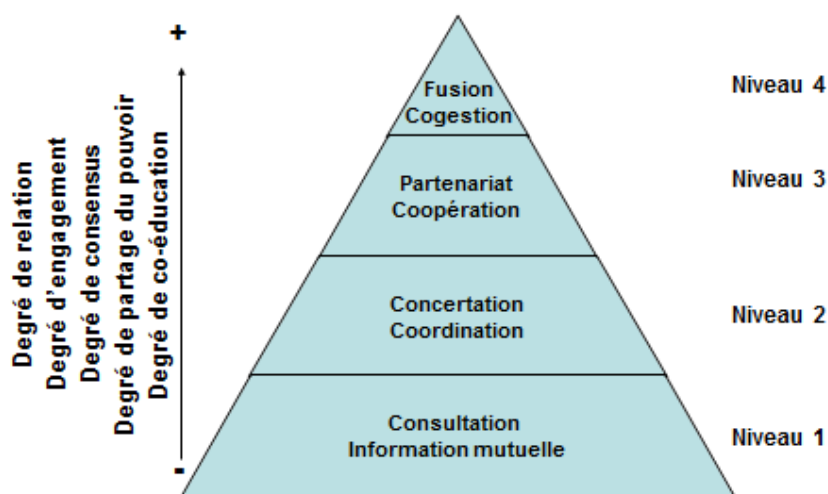 +
Degré de relation
Degré d'engagement
Degré de consensus
Degré de partage du pouvoir
Degré de co-éducation
-
Fusion
Cogestion
Niveau 4
Partenariat
Coopération
Niveau 3
Concertation
Coordination
Niveau 2
Consultation
Information mutuelle
Niveau 1